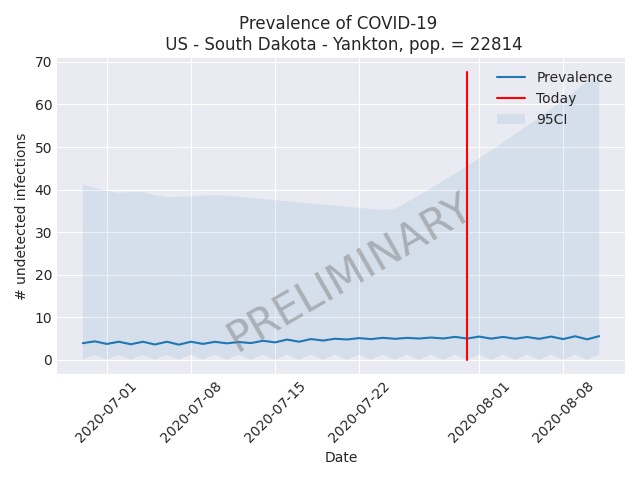 Prevalence of COVID-19
US - South Dakota - Yankton, pop. = 22814
70
60
50
40
30
20
10
0
# undetected infections
Prevalence
Today
95CI
PRELIMINARY
2020-07-01
2020-07-08
2020-07-15
2020-07-22
2020-08-01
2020-08-08
Date